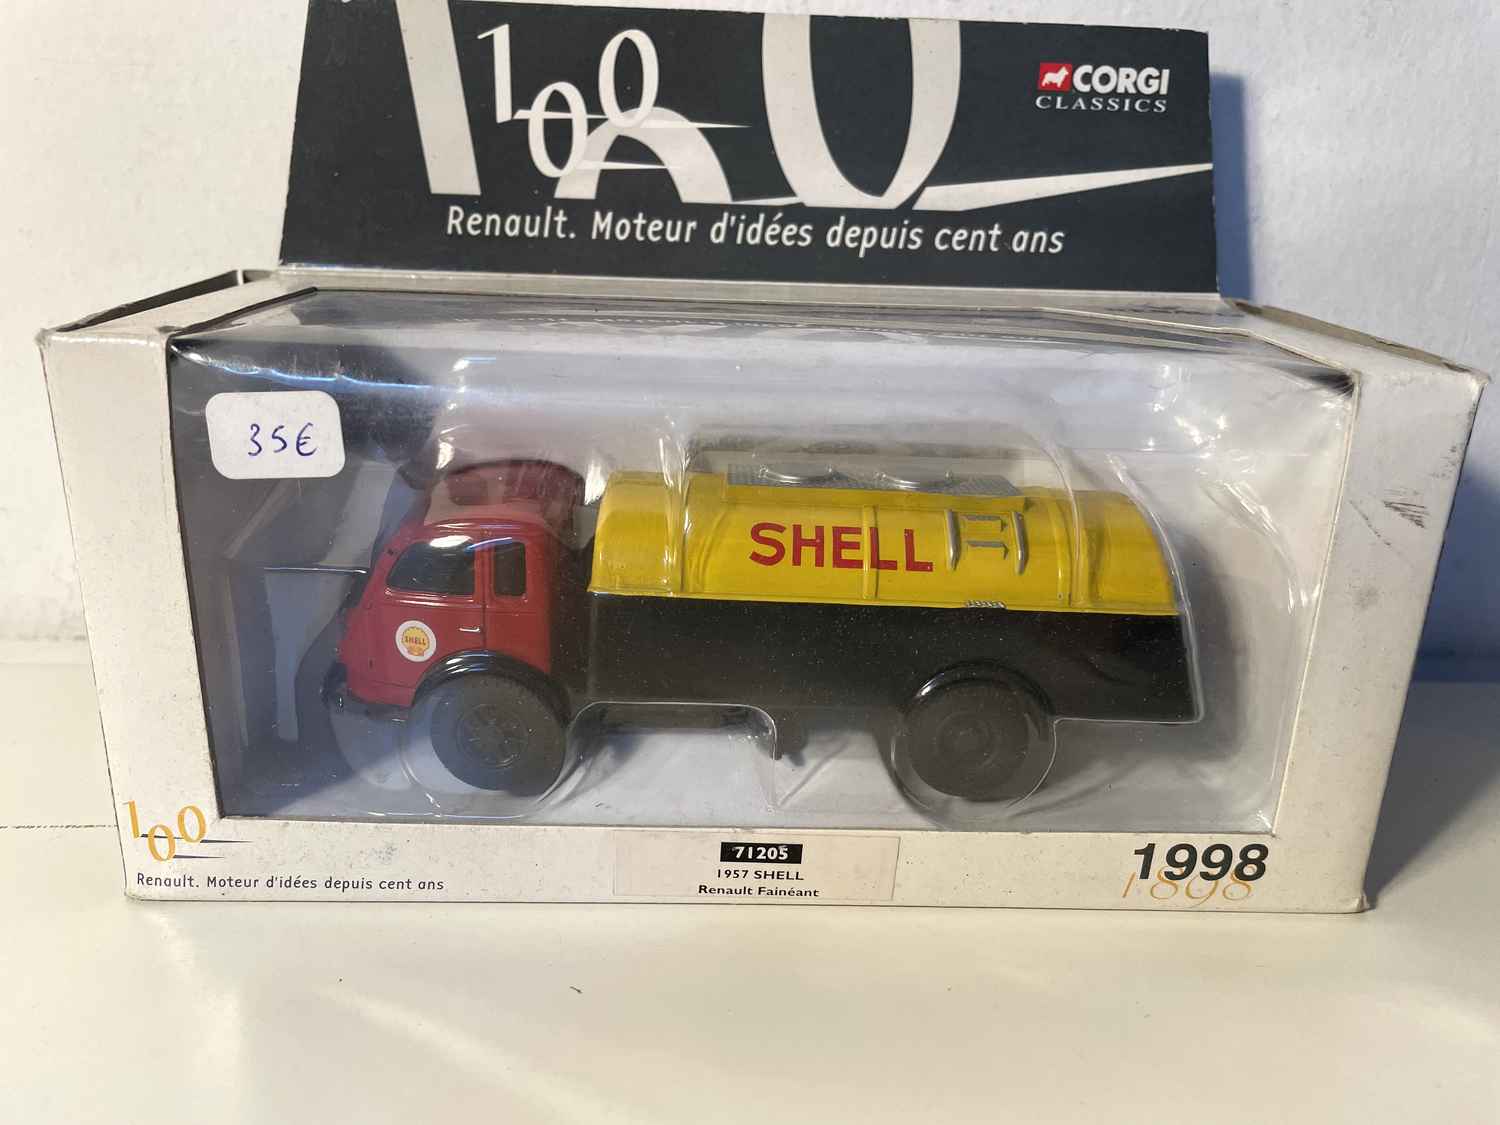 100
CORGI
CLASSICS
Renault. Moteur d'idées depuis cent ans
35€
SHELL
SHELL
100
Renault. Moteur d'idées depuis cent ans
71205
1957 SHELL
Renault Fainéant
1998
1898